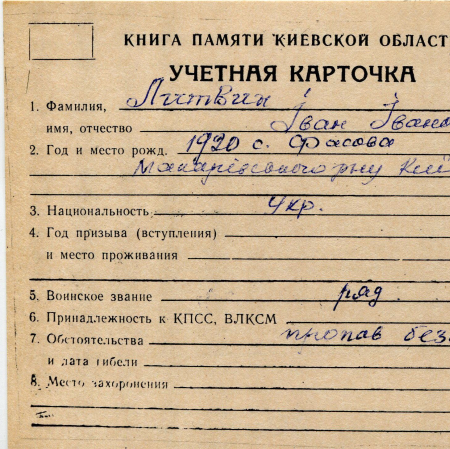 КНИГА ПАМЯТИ КИЕВСКОЙ ОБЛАСТ
УЧЕТНАЯ КАРТОЧКА
1. Фамилия, Литвин
имя, отчество Іван Івано
2. Год и место рожд. 1920 с. Фасова
Макарівського р-ну Киї
3. Национальность Укр.
4. Год призыва (вступления)
и место проживания
5. Воинское звание ряд.
6. Принадлежность к КПСС, ВЛКСМ
7. Обстоятельства пропав без
и дата гибели
8. Место захоронения